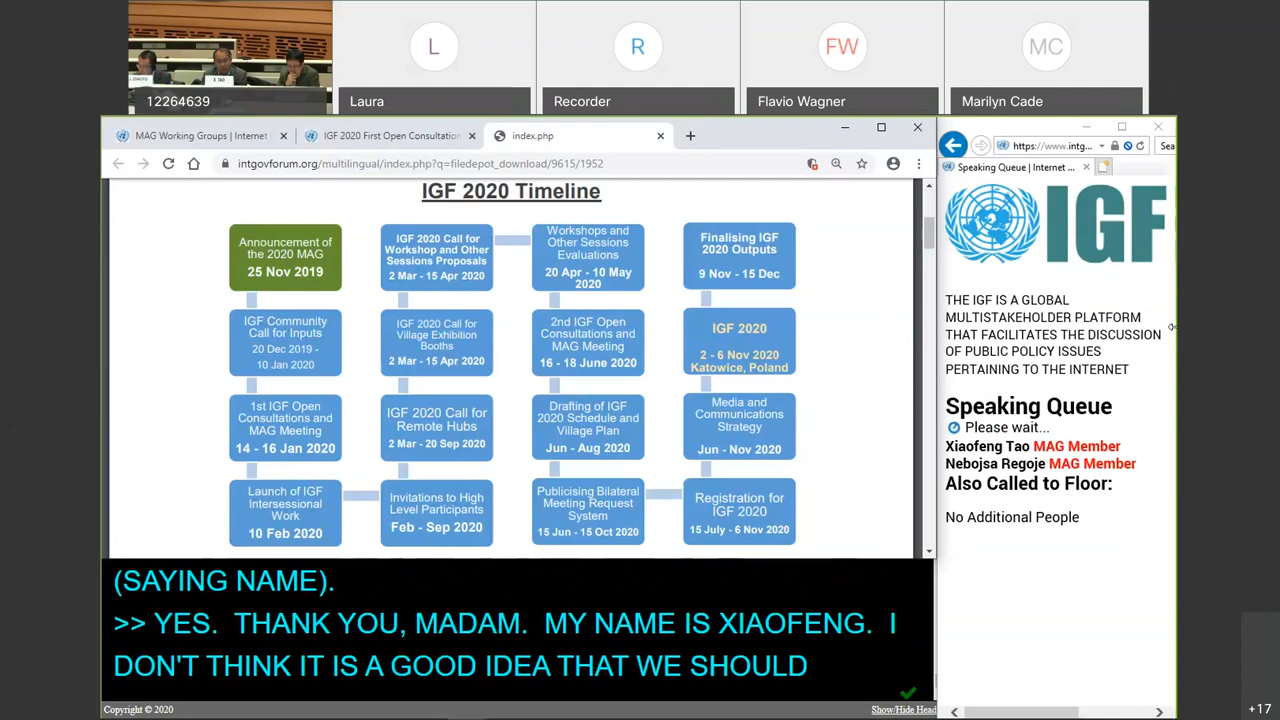 X. TAO
12264639
L
Laura
R
Recorder
FW
Flavio Wagner
MC
Marilyn Cade
MAG Working Groups | Internet
IGF 2020 First Open Consultation
index.php
intgovforum.org/multilingual/index.php?q=filedepot_download/9615/1952
IGF 2020 Timeline
Announcement of
the 2020 MAG
25 Nov 2019
IGF Community
Call for Inputs
20 Dec 2019 -
10 Jan 2020
1st IGF Open
Consultations and
MAG Meeting
14 - 16 Jan 2020
Launch of IGF
Intersessional
Work
10 Feb 2020
IGF 2020 Call for
Workshop and Other
Sessions Proposals
2 Mar - 15 Apr 2020
IGF 2020 Call for
Village Exhibition
Booths
2 Mar - 15 Apr 2020
IGF 2020 Call for
Remote Hubs
2 Mar - 20 Sep 2020
Invitations to High
Level Participants
Feb - Sep 2020
Workshops and
Other Sessions
Evaluations
20 Apr - 10 May
2020
2nd IGF Open
Consultations and
MAG Meeting
16 - 18 June 2020
Drafting of IGF
2020 Schedule and
Village Plan
Jun - Aug 2020
Publicising Bilateral
Meeting Request
System
15 Jun - 15 Oct 2020
Finalising IGF
2020 Outputs
9 Nov - 15 Dec
IGF 2020
2 - 6 Nov 2020
Katowice, Poland
Media and
Communications
Strategy
Jun - Nov 2020
Registration for
IGF 2020
15 July - 6 Nov 2020
https://www.intg...
Sea
Speaking Queue | Internet ...
IGF
THE IGF IS A GLOBAL
MULTISTAKEHOLDER PLATFORM
THAT FACILITATES THE DISCUSSION
OF PUBLIC POLICY ISSUES
PERTAINING TO THE INTERNET
Speaking Queue
Please wait...
Xiaofeng Tao MAG Member
Nebojsa Regoje MAG Member
Also Called to Floor:
No Additional People
(SAYING NAME).
>> YES. THANK YOU, MADAM. MY NAME IS XIAOFENG. I
DON'T THINK IT IS A GOOD IDEA THAT WE SHOULD
Copyright © 2020
Show/Hide Head
+17